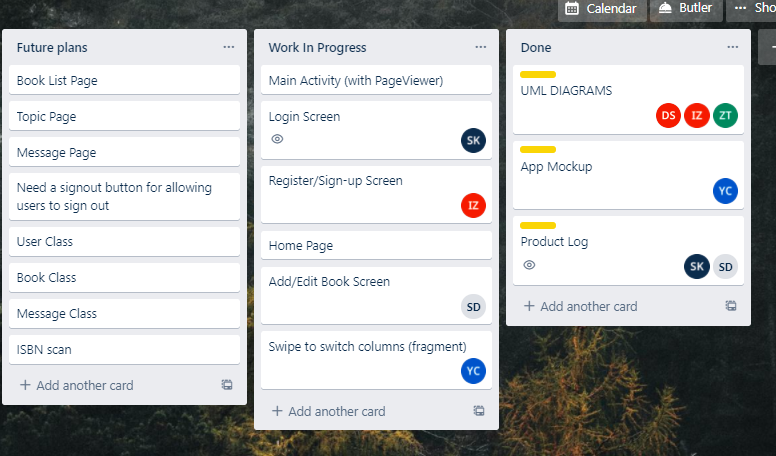 Calendar
Butler
... Sho
Future plans
...
Book List Page
Topic Page
Message Page
Need a signout button for allowing
users to sign out
User Class
Book Class
Message Class
ISBN scan
+ Add another card
Work In Progress
...
Main Activity (with PageViewer)
Login Screen
SK
Register/Sign-up Screen
IZ
Home Page
Add/Edit Book Screen
SD
Swipe to switch columns (fragment)
YC
+ Add another card
Done
...
UML DIAGRAMS
DS IZ ZT
App Mockup
YC
Product Log
SK SD
+ Add another card